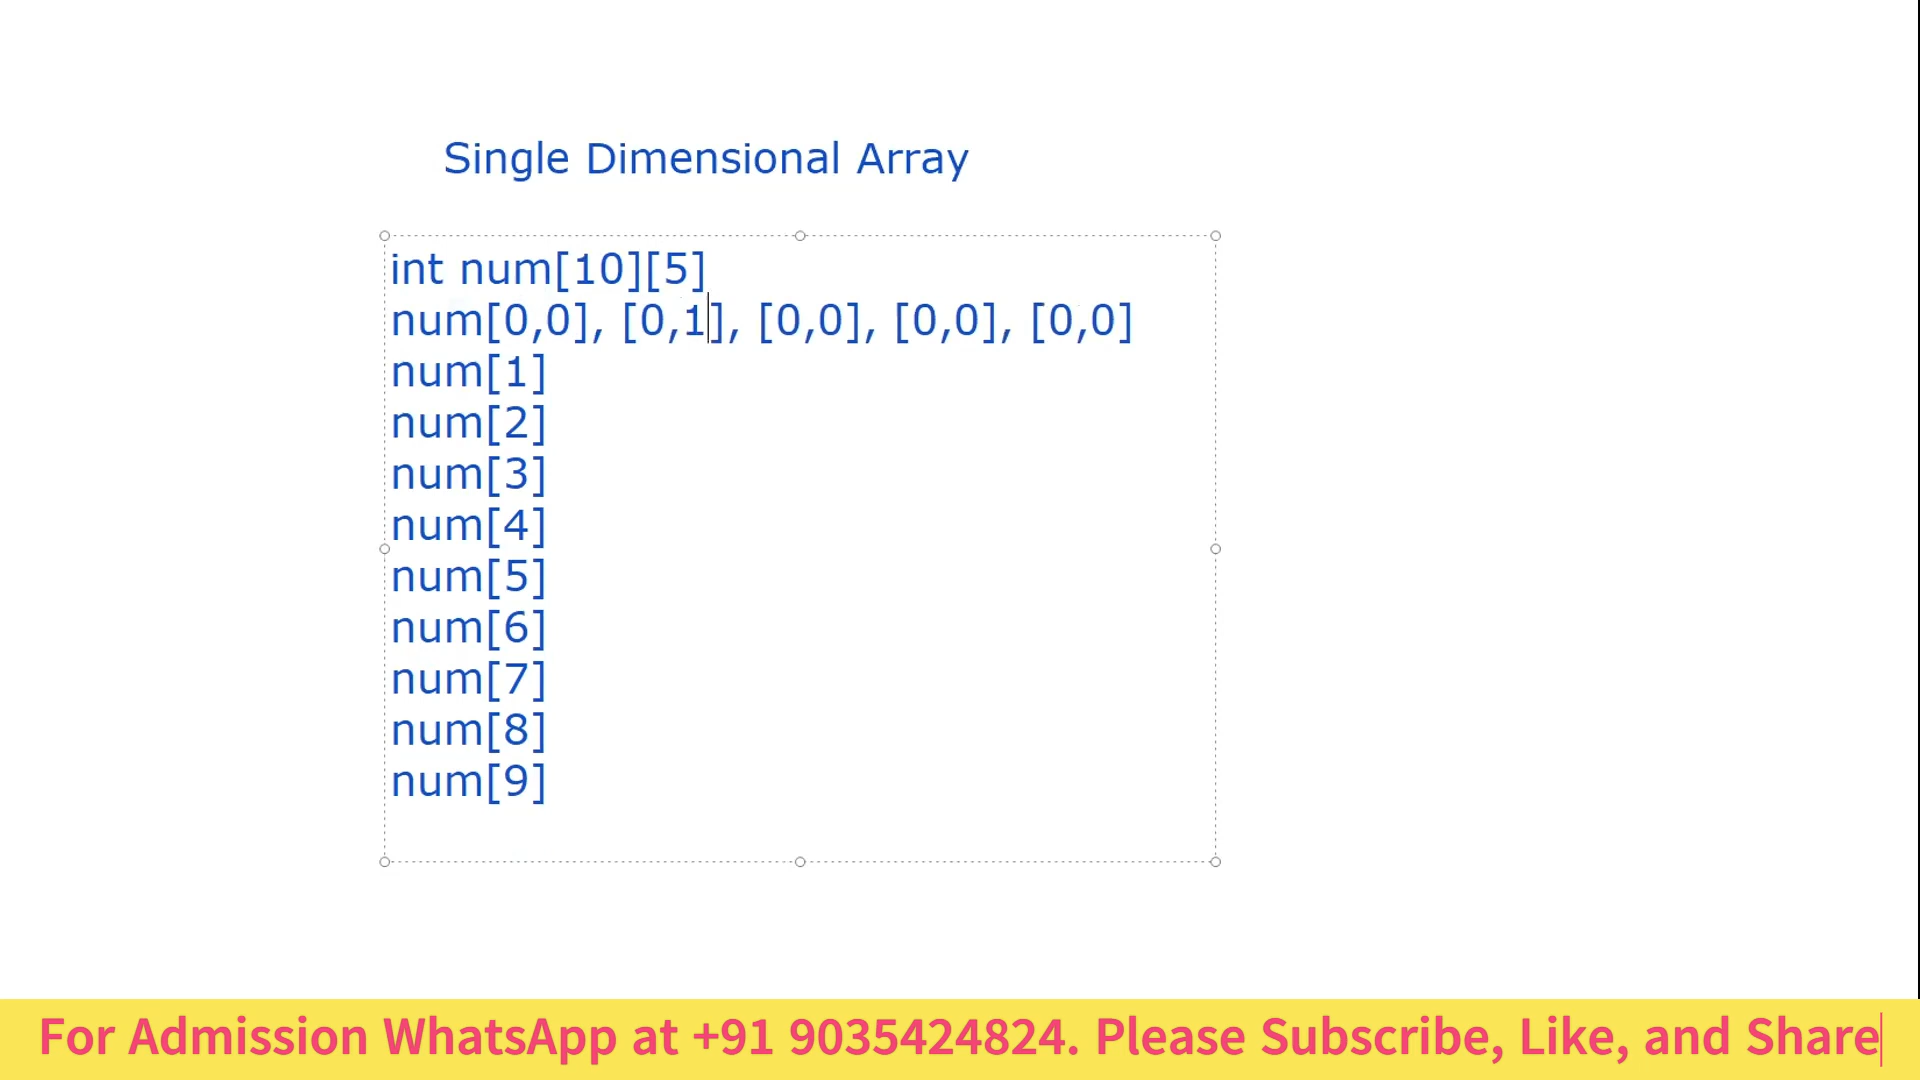 Single Dimensional Array
int num[10][5]
num[0,0], [0,1], [0,0], [0,0], [0,0]
num[1]
num[2]
num[3]
num[4]
num[5]
num[6]
num[7]
num[8]
num[9]
For Admission WhatsApp at +91 9035424824. Please Subscribe, Like, and Share